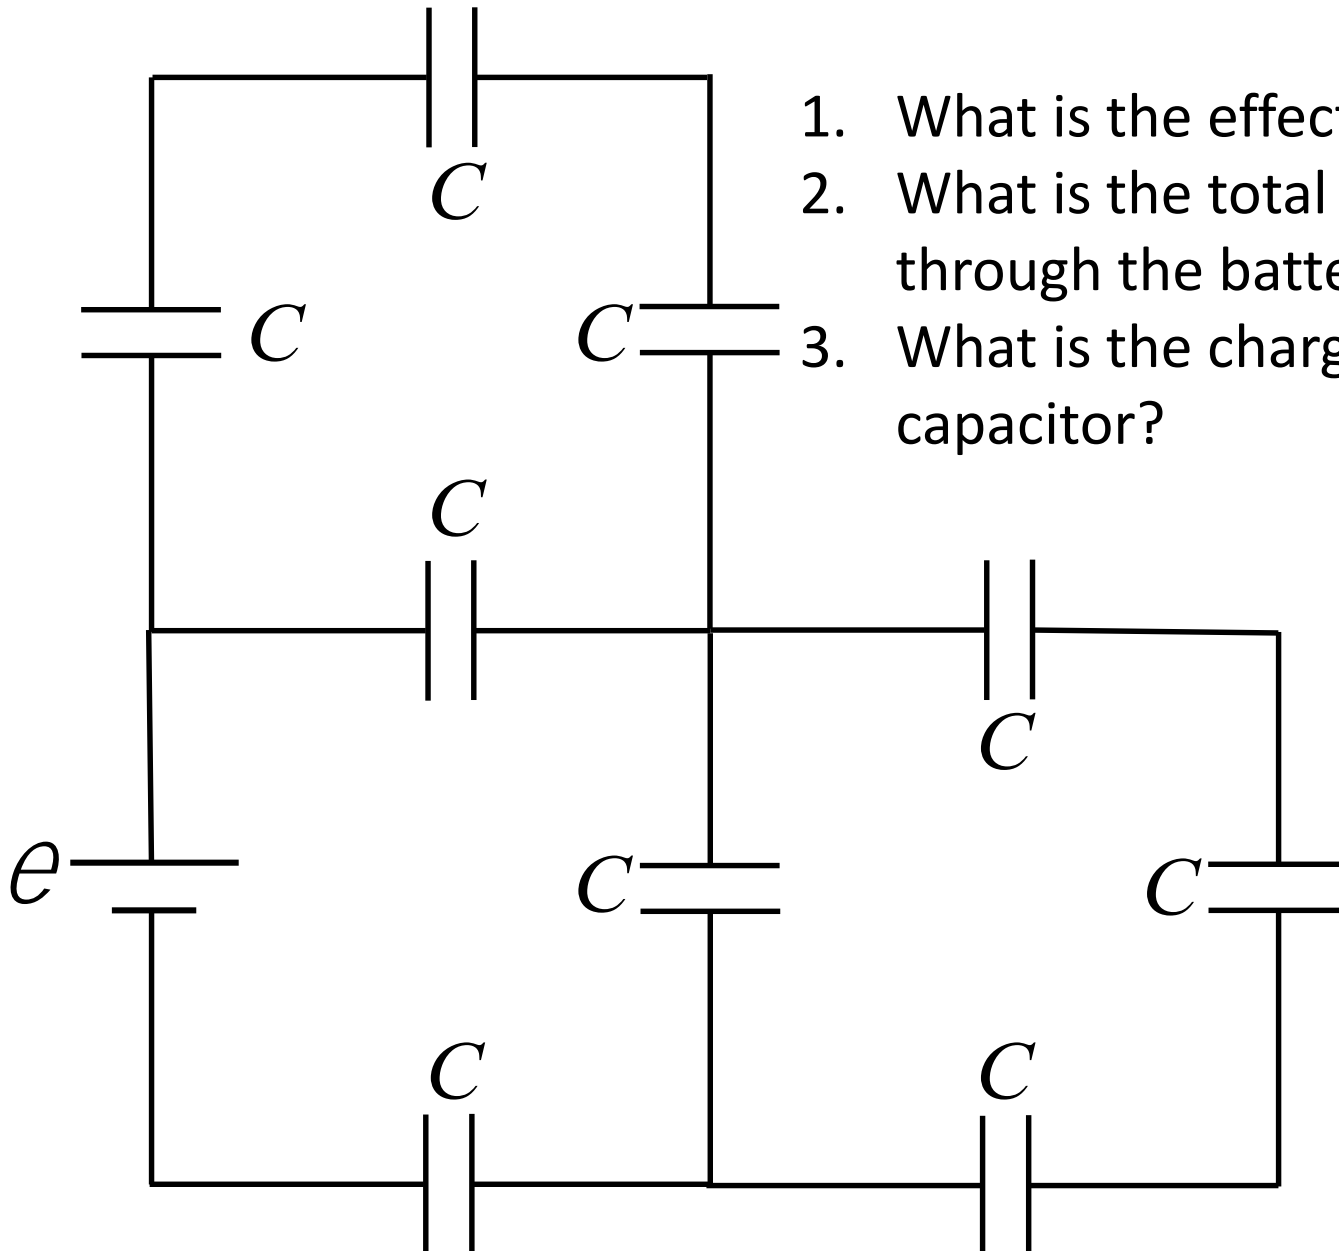 C
1. What is the effect
2. What is the total
through the batte
3. What is the charg
capacitor?
C
C
C
C
e
C
C
C
C